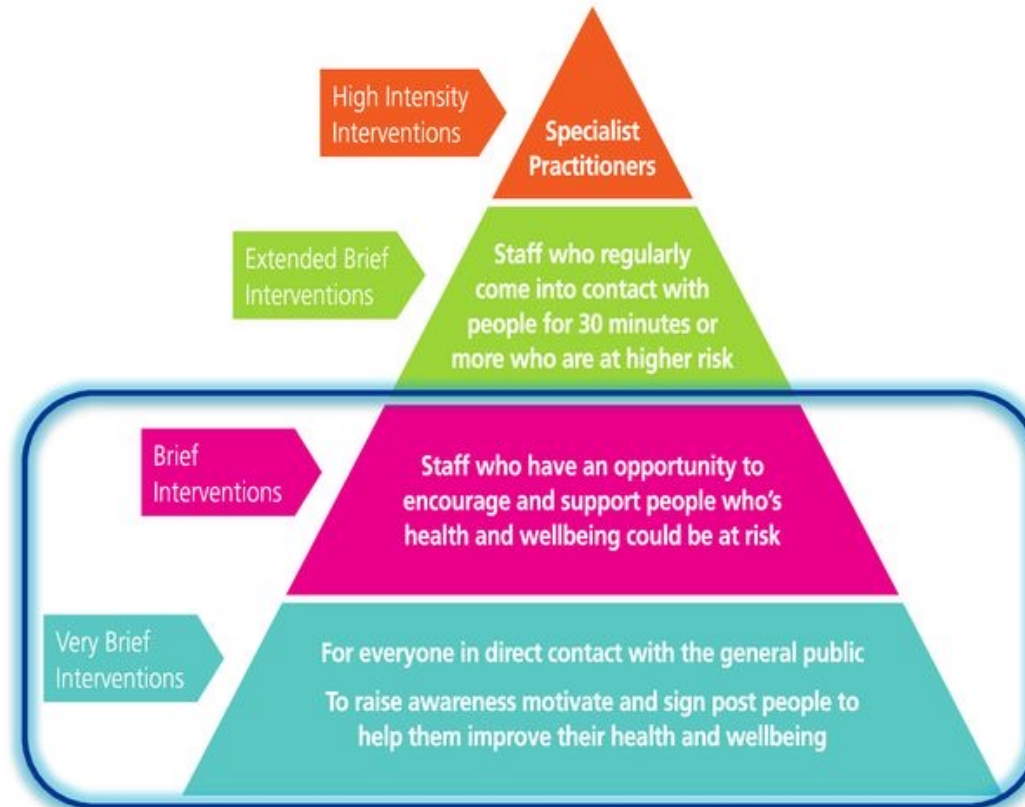 High Intensity
Interventions
Specialist
Practitioners
Extended Brief
Interventions
Staff who regularly
come into contact with
people for 30 minutes or
more who are at higher risk
Brief
Interventions
Staff who have an opportunity to
encourage and support people who's
health and wellbeing could be at risk
Very Brief
Interventions
For everyone in direct contact with the general public
To raise awareness motivate and sign post people to
help them improve their health and wellbeing